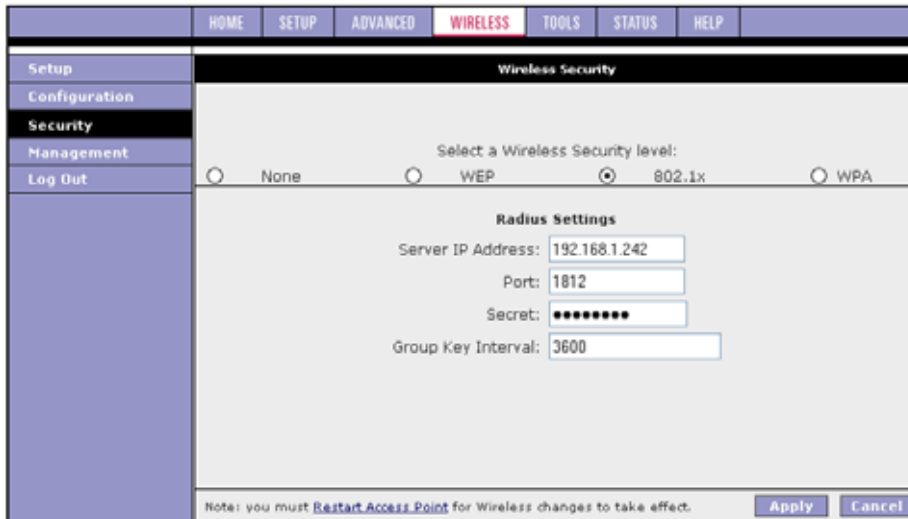 HOME SETUP ADVANCED WIRELESS TOOLS STATUS HELP
Setup
Configuration
Security
Management
Log Out
Wireless Security
Select a Wireless Security level:
None WEP 802.1x WPA
Radius Settings
Server IP Address: 192.168.1.242
Port: 1812
Secret: ●●●●●●●●
Group Key Interval: 3600
Note: you must Restart Access Point for Wireless changes to take effect.
Apply Cancel